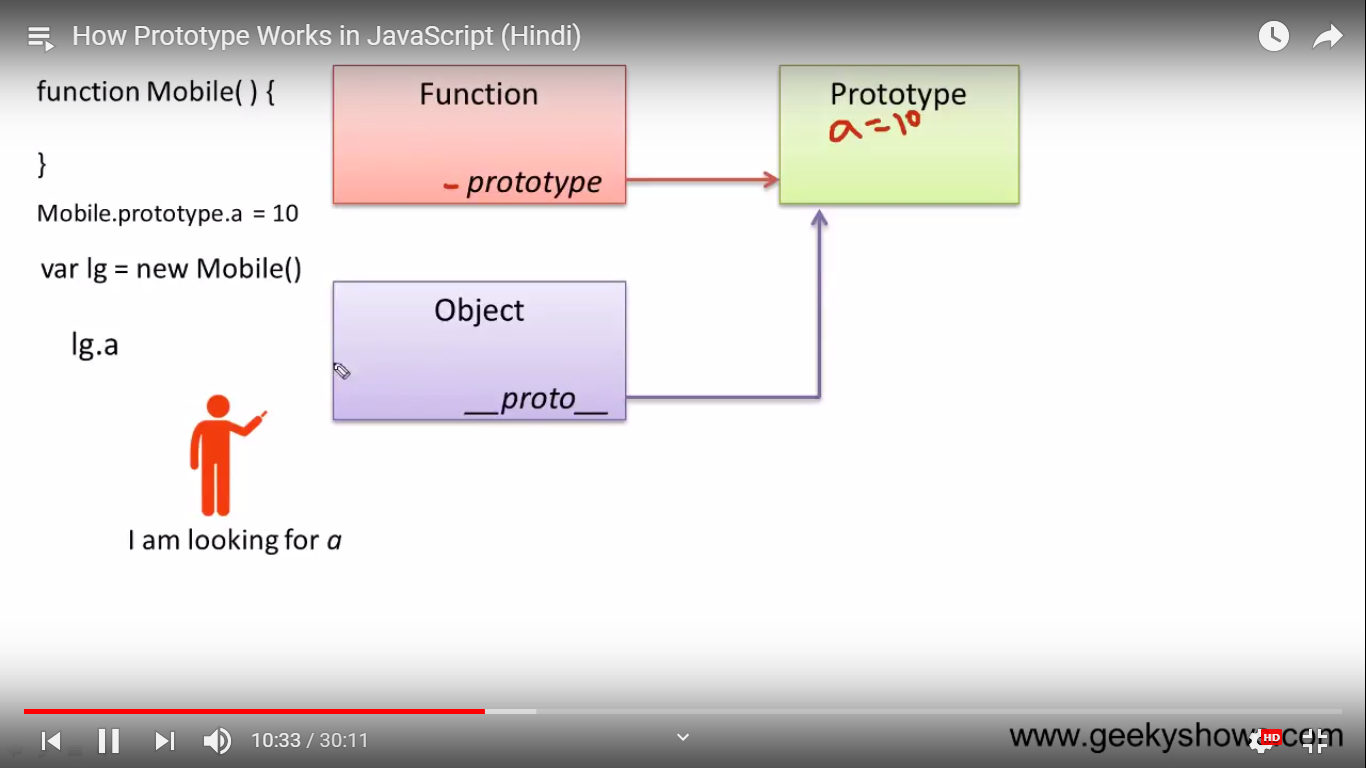 How Prototype Works in JavaScript (Hindi)
function Mobile( ) {
}
Mobile.prototype.a = 10
var lg = new Mobile()
lg.a
I am looking for a
Function
prototype
Prototype
a=10
Object
__proto__
10:33 / 30:11
HD
www.geekyshows.com